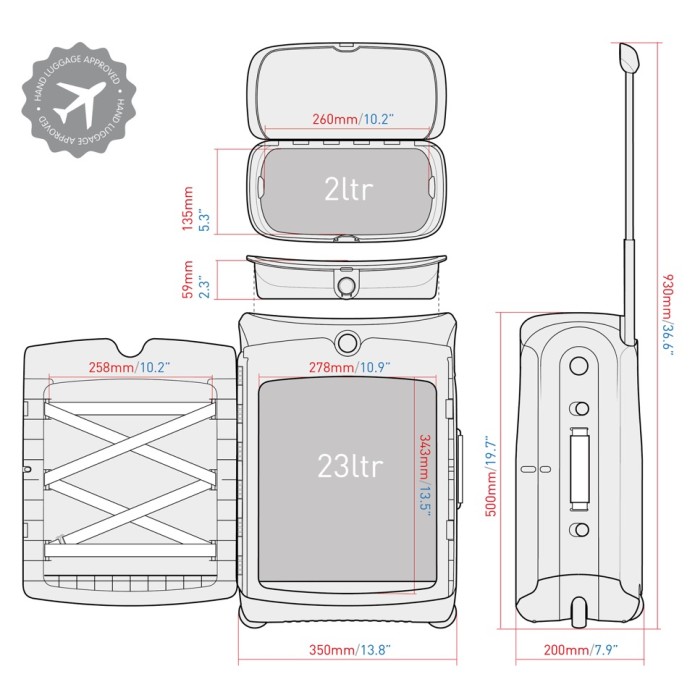 HAND LUGGAGE APPROVED • HAND LUGGAGE APPROVED •
260mm/10.2"
2ltr
135mm
5.3"
59mm
2.3"
930mm/36.6"
258mm/10.2"
278mm/10.9"
343mm/13.5"
23ltr
500mm/19.7"
350mm/13.8"
200mm/7.9"